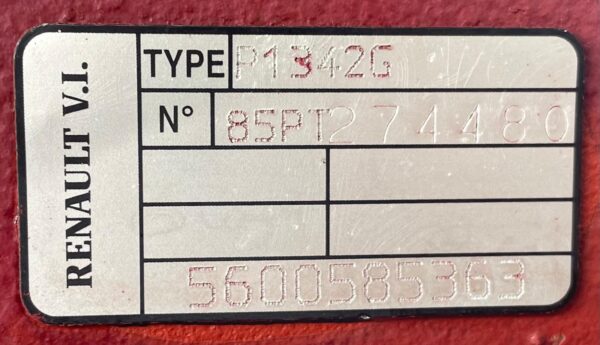 RENAULT V.I.
TYPE P1342G
N° 85PT274480
5600585363